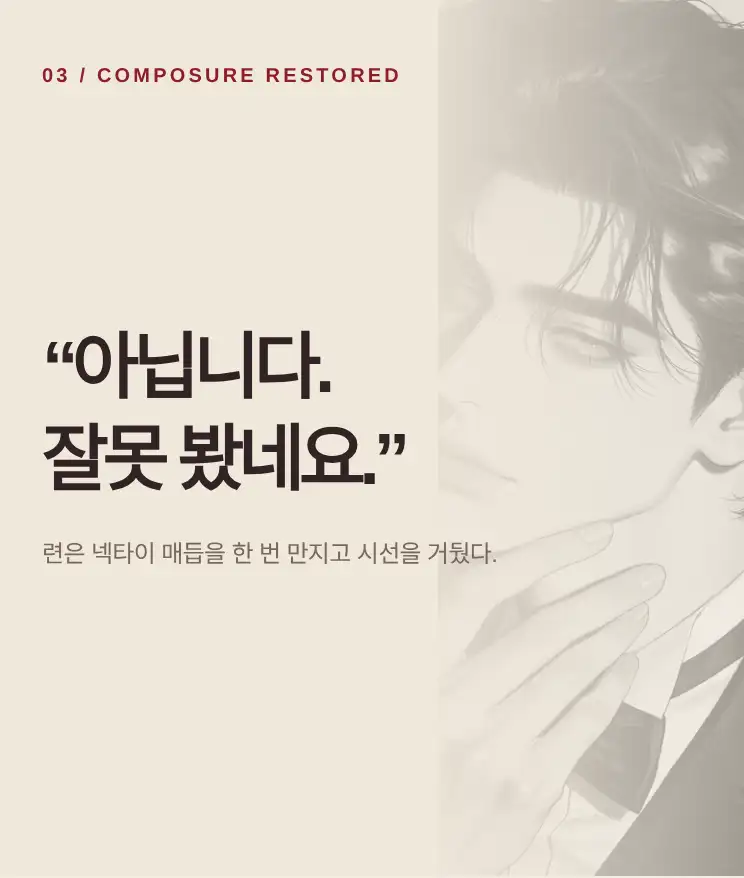 03 / COMPOSURE RESTORED
“아닙니다.
잘못 봤네요.”
련은 넥타이 매듭을 한 번 만지고 시선을 거뒀다.